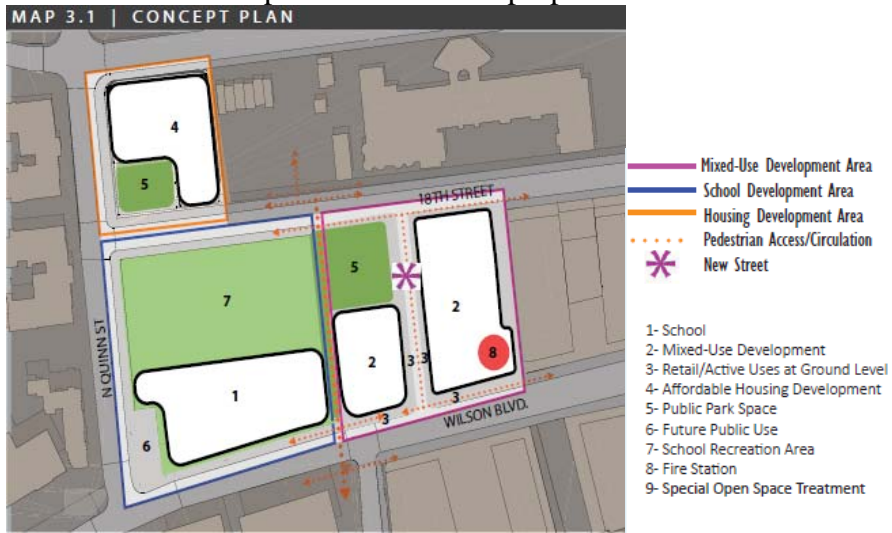 MAP 3.1 | CONCEPT PLAN
4
5
18TH STREET
5
7
2
N QUINN ST
2
3
3
8
1
3
3
WILSON BLVD.
6
Mixed-Use Development Area
School Development Area
Housing Development Area
Pedestrian Access/Circulation
New Street
1- School
2- Mixed-Use Development
3- Retail/Active Uses at Ground Level
4- Affordable Housing Development
5- Public Park Space
6- Future Public Use
7- School Recreation Area
8- Fire Station
9- Special Open Space Treatment